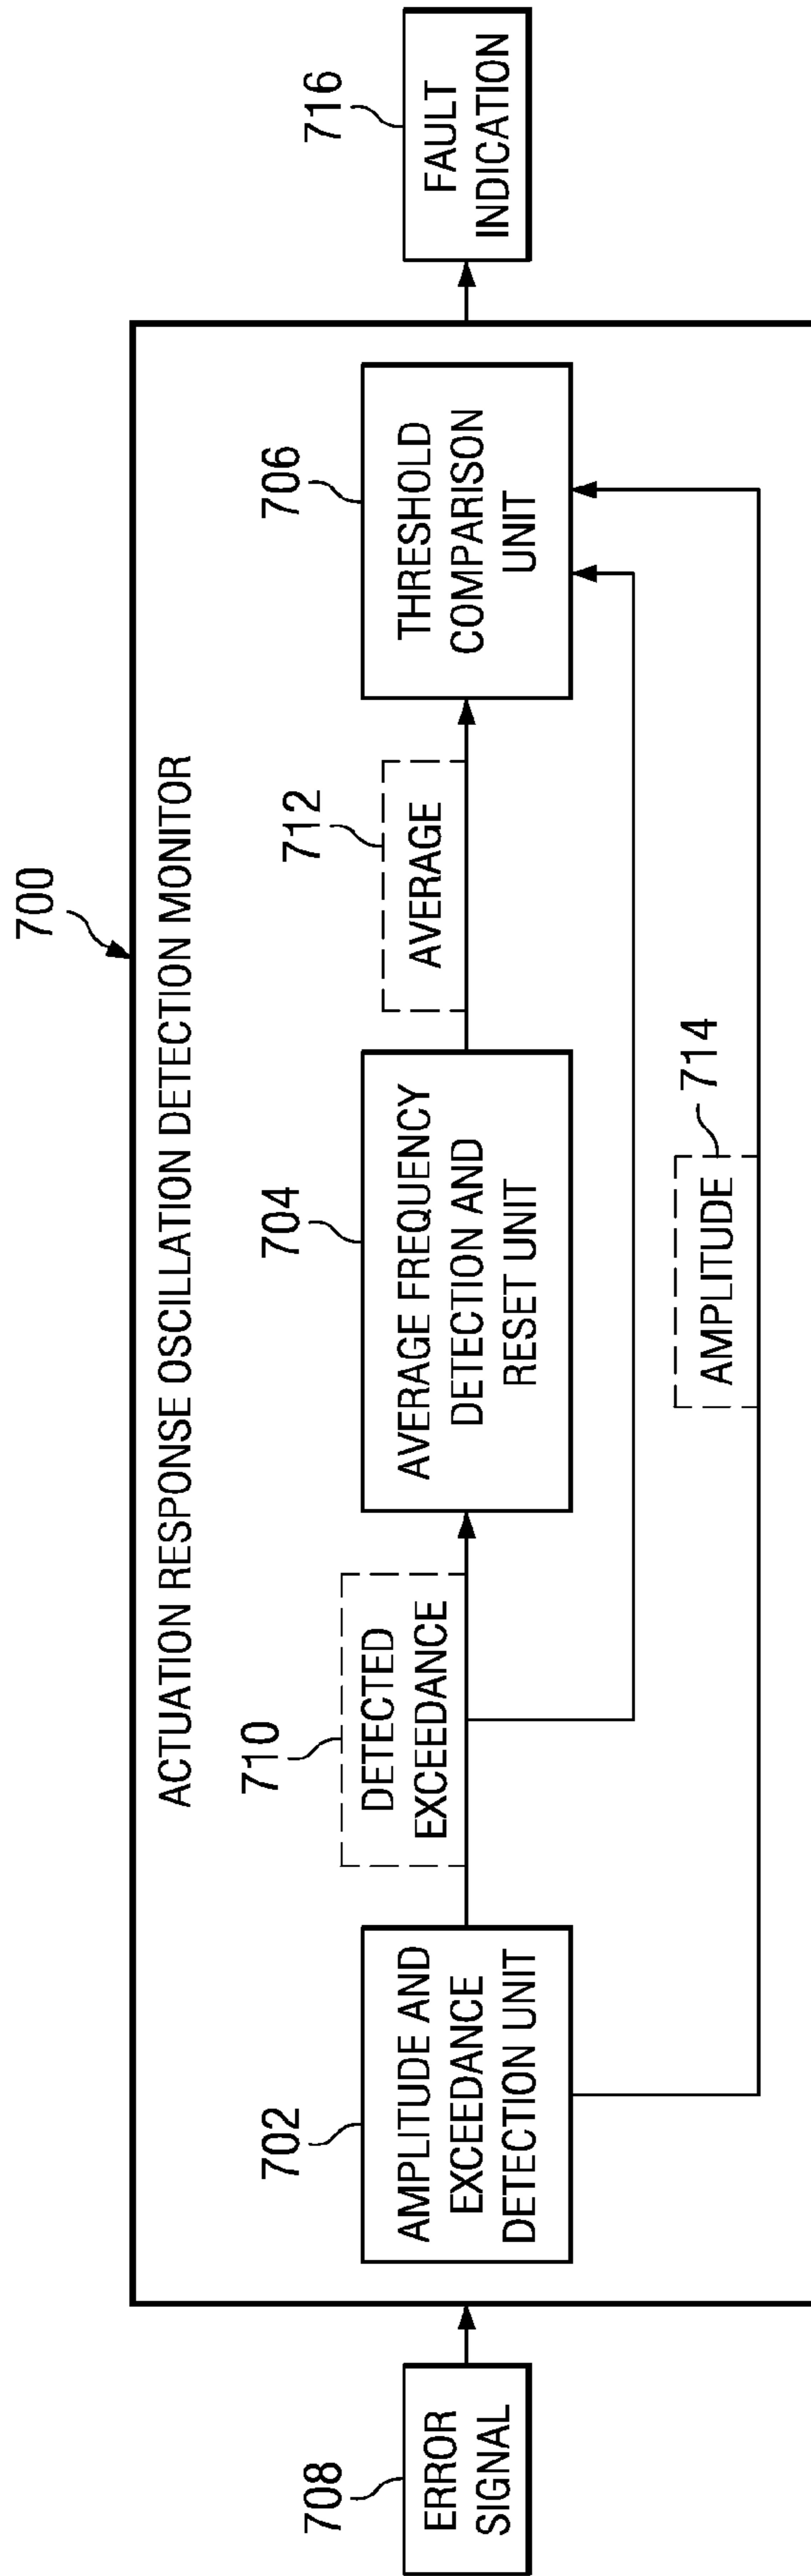 700
ACTUATION RESPONSE OSCILLATION DETECTION MONITOR
708
ERROR
SIGNAL
702
AMPLITUDE AND
EXCEEDANCE
DETECTION UNIT
710
DETECTED
EXCEEDANCE
704
AVERAGE FREQUENCY
DETECTION AND
RESET UNIT
712
AVERAGE
706
THRESHOLD
COMPARISON
UNIT
714
AMPLITUDE
716
FAULT
INDICATION